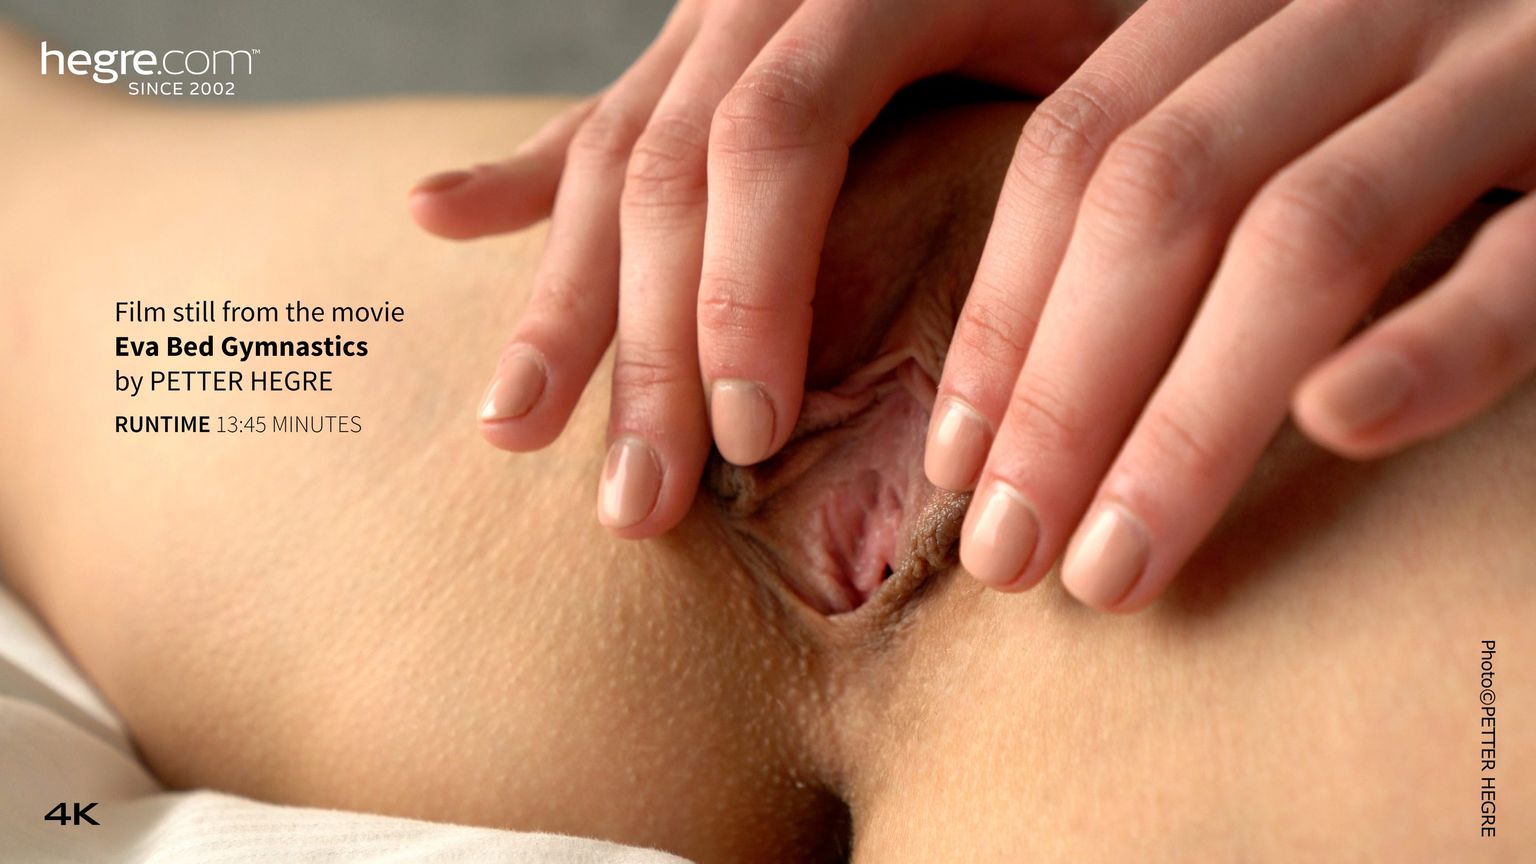 hegre.com™
SINCE 2002
Film still from the movie
Eva Bed Gymnastics
by PETTER HEGRE
RUNTIME 13:45 MINUTES
Photo©PETTER HEGRE
4K